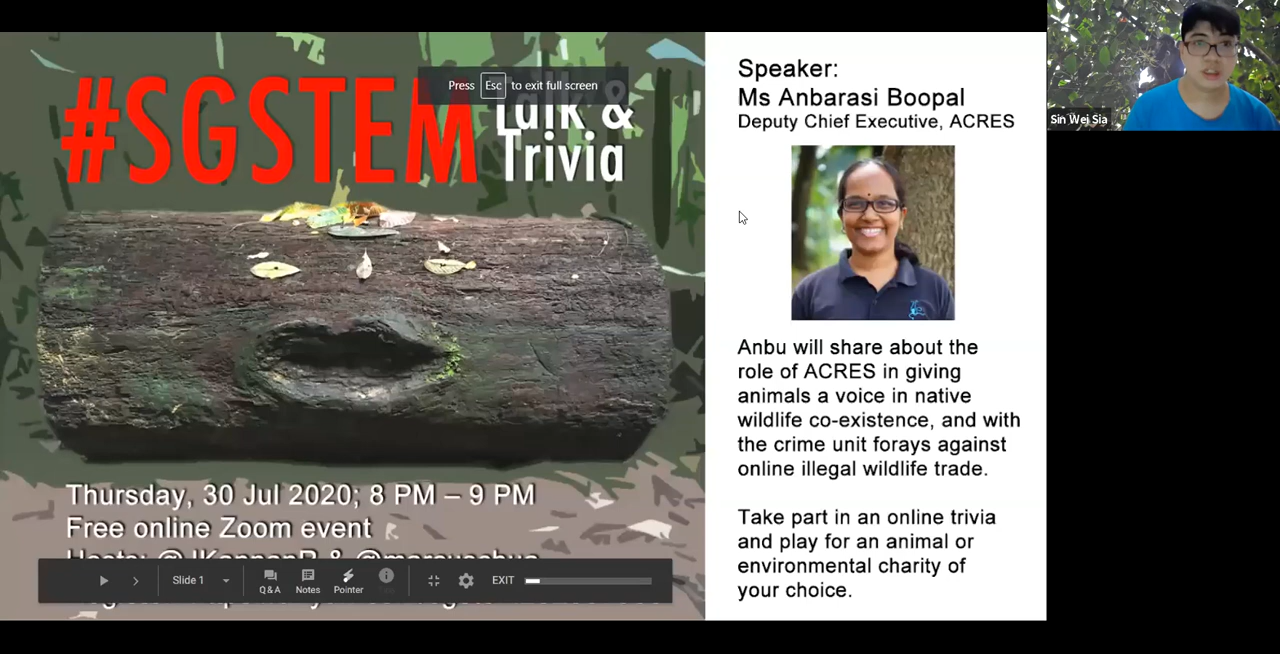 #SGSTEM
Talk &
Trivia
Press Esc to exit full screen
Thursday, 30 Jul 2020; 8 PM – 9 PM
Free online Zoom event
Hosts:
Slide 1
Q&A
Notes
Pointer
EXIT
Speaker:
Ms Anbarasi Boopal
Deputy Chief Executive, ACRES
Anbu will share about the
role of ACRES in giving
animals a voice in native
wildlife co-existence, and with
the crime unit forays against
online illegal wildlife trade.
Take part in an online trivia
and play for an animal or
environmental charity of
your choice.
Sin Wei Sia